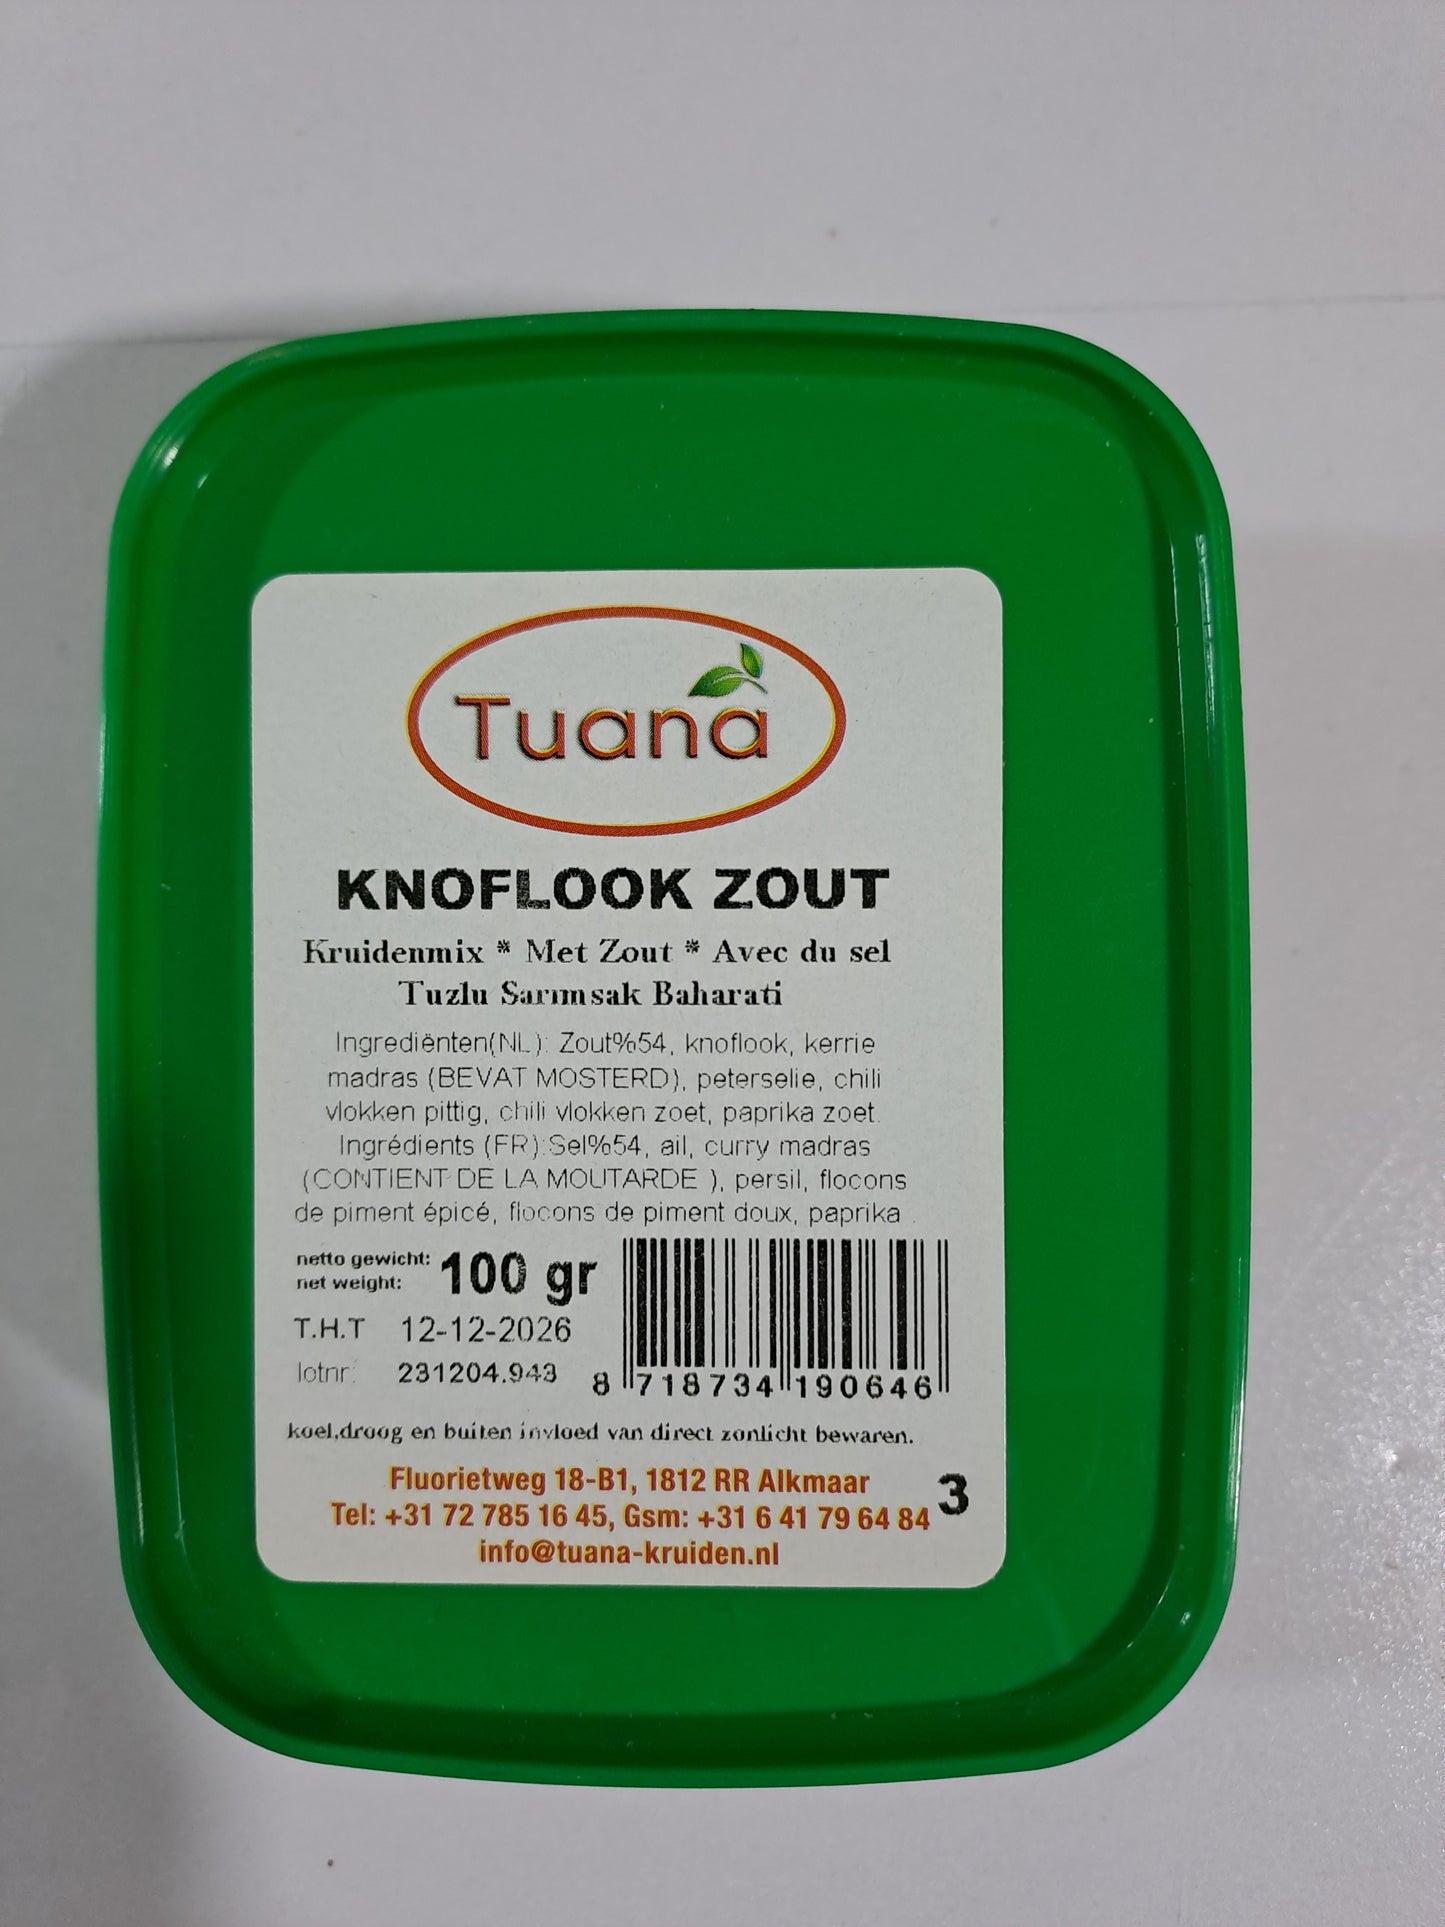 Tuana
KNOFLOOK ZOUT
Kruidenmix * Met Zout * Avec du sel
Tuzlu Sarımsak Baharati
Ingrediënten(NL): Zout%54, knoflook, kerrie
madras (BEVAT MOSTERD), peterselie, chili
vlokken pittig, chili vlokken zoet, paprika zoet.
Ingrédients (FR):Sel%54, ail, curry madras
(CONTIENT DE LA MOUTARDE ), persil, flocons
de piment épicé, flocons de piment doux, paprika .
netto gewicht:
net weight:
100 gr
T.H.T 12-12-2026
lotnr: 231204.943
8 718734 190646
koel,droog en buiten invloed van direct zonlicht bewaren.
Fluorietweg 18-B1, 1812 RR Alkmaar
Tel: +31 72 785 16 45, Gsm: +31 6 41 79 64 84
3
info@tuana-kruiden.nl